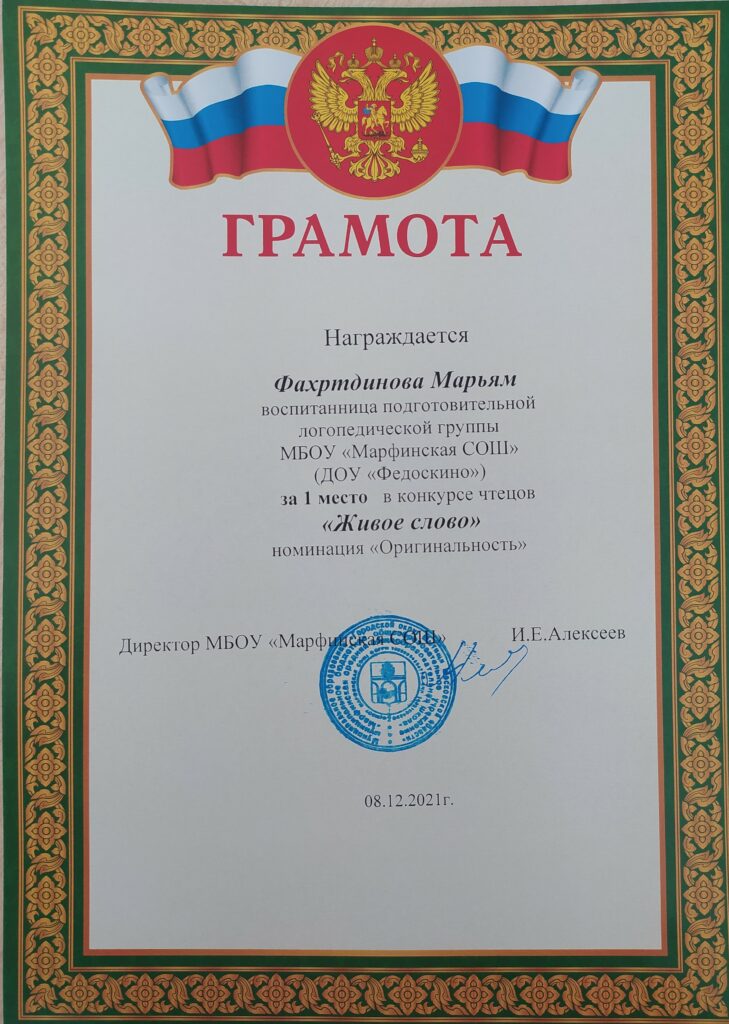 ГРАМОТА
Награждается
Фахртдинова Марьям
воспитанница подготовительной
логопедической группы
МБОУ «Марфинская СОШ»
(ДОУ «Федоскино»)
за 1 место в конкурсе чтецов
«Живое слово»
номинация «Оригинальность»
Директор МБОУ «Марфинская СОШ» И.Е.Алексеев
08.12.2021г.